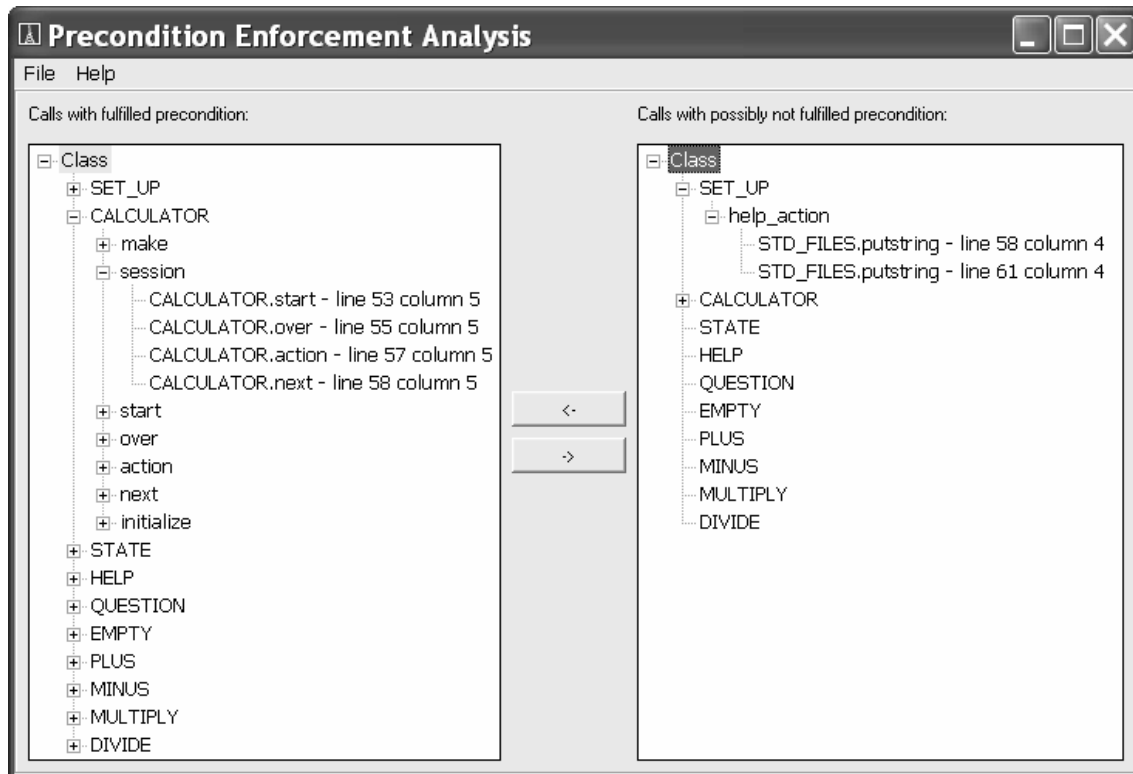 Precondition Enforcement Analysis
File Help
Calls with fulfilled precondition:
Class
SET_UP
CALCULATOR
make
session
CALCULATOR.start - line 53 column 5
CALCULATOR.over - line 55 column 5
CALCULATOR.action - line 57 column 5
CALCULATOR.next - line 58 column 5
start
over
action
next
initialize
STATE
HELP
QUESTION
EMPTY
PLUS
MINUS
MULTIPLY
DIVIDE
<-
->
Calls with possibly not fulfilled precondition:
Class
SET_UP
help_action
STD_FILES.putstring - line 58 column 4
STD_FILES.putstring - line 61 column 4
CALCULATOR
STATE
HELP
QUESTION
EMPTY
PLUS
MINUS
MULTIPLY
DIVIDE